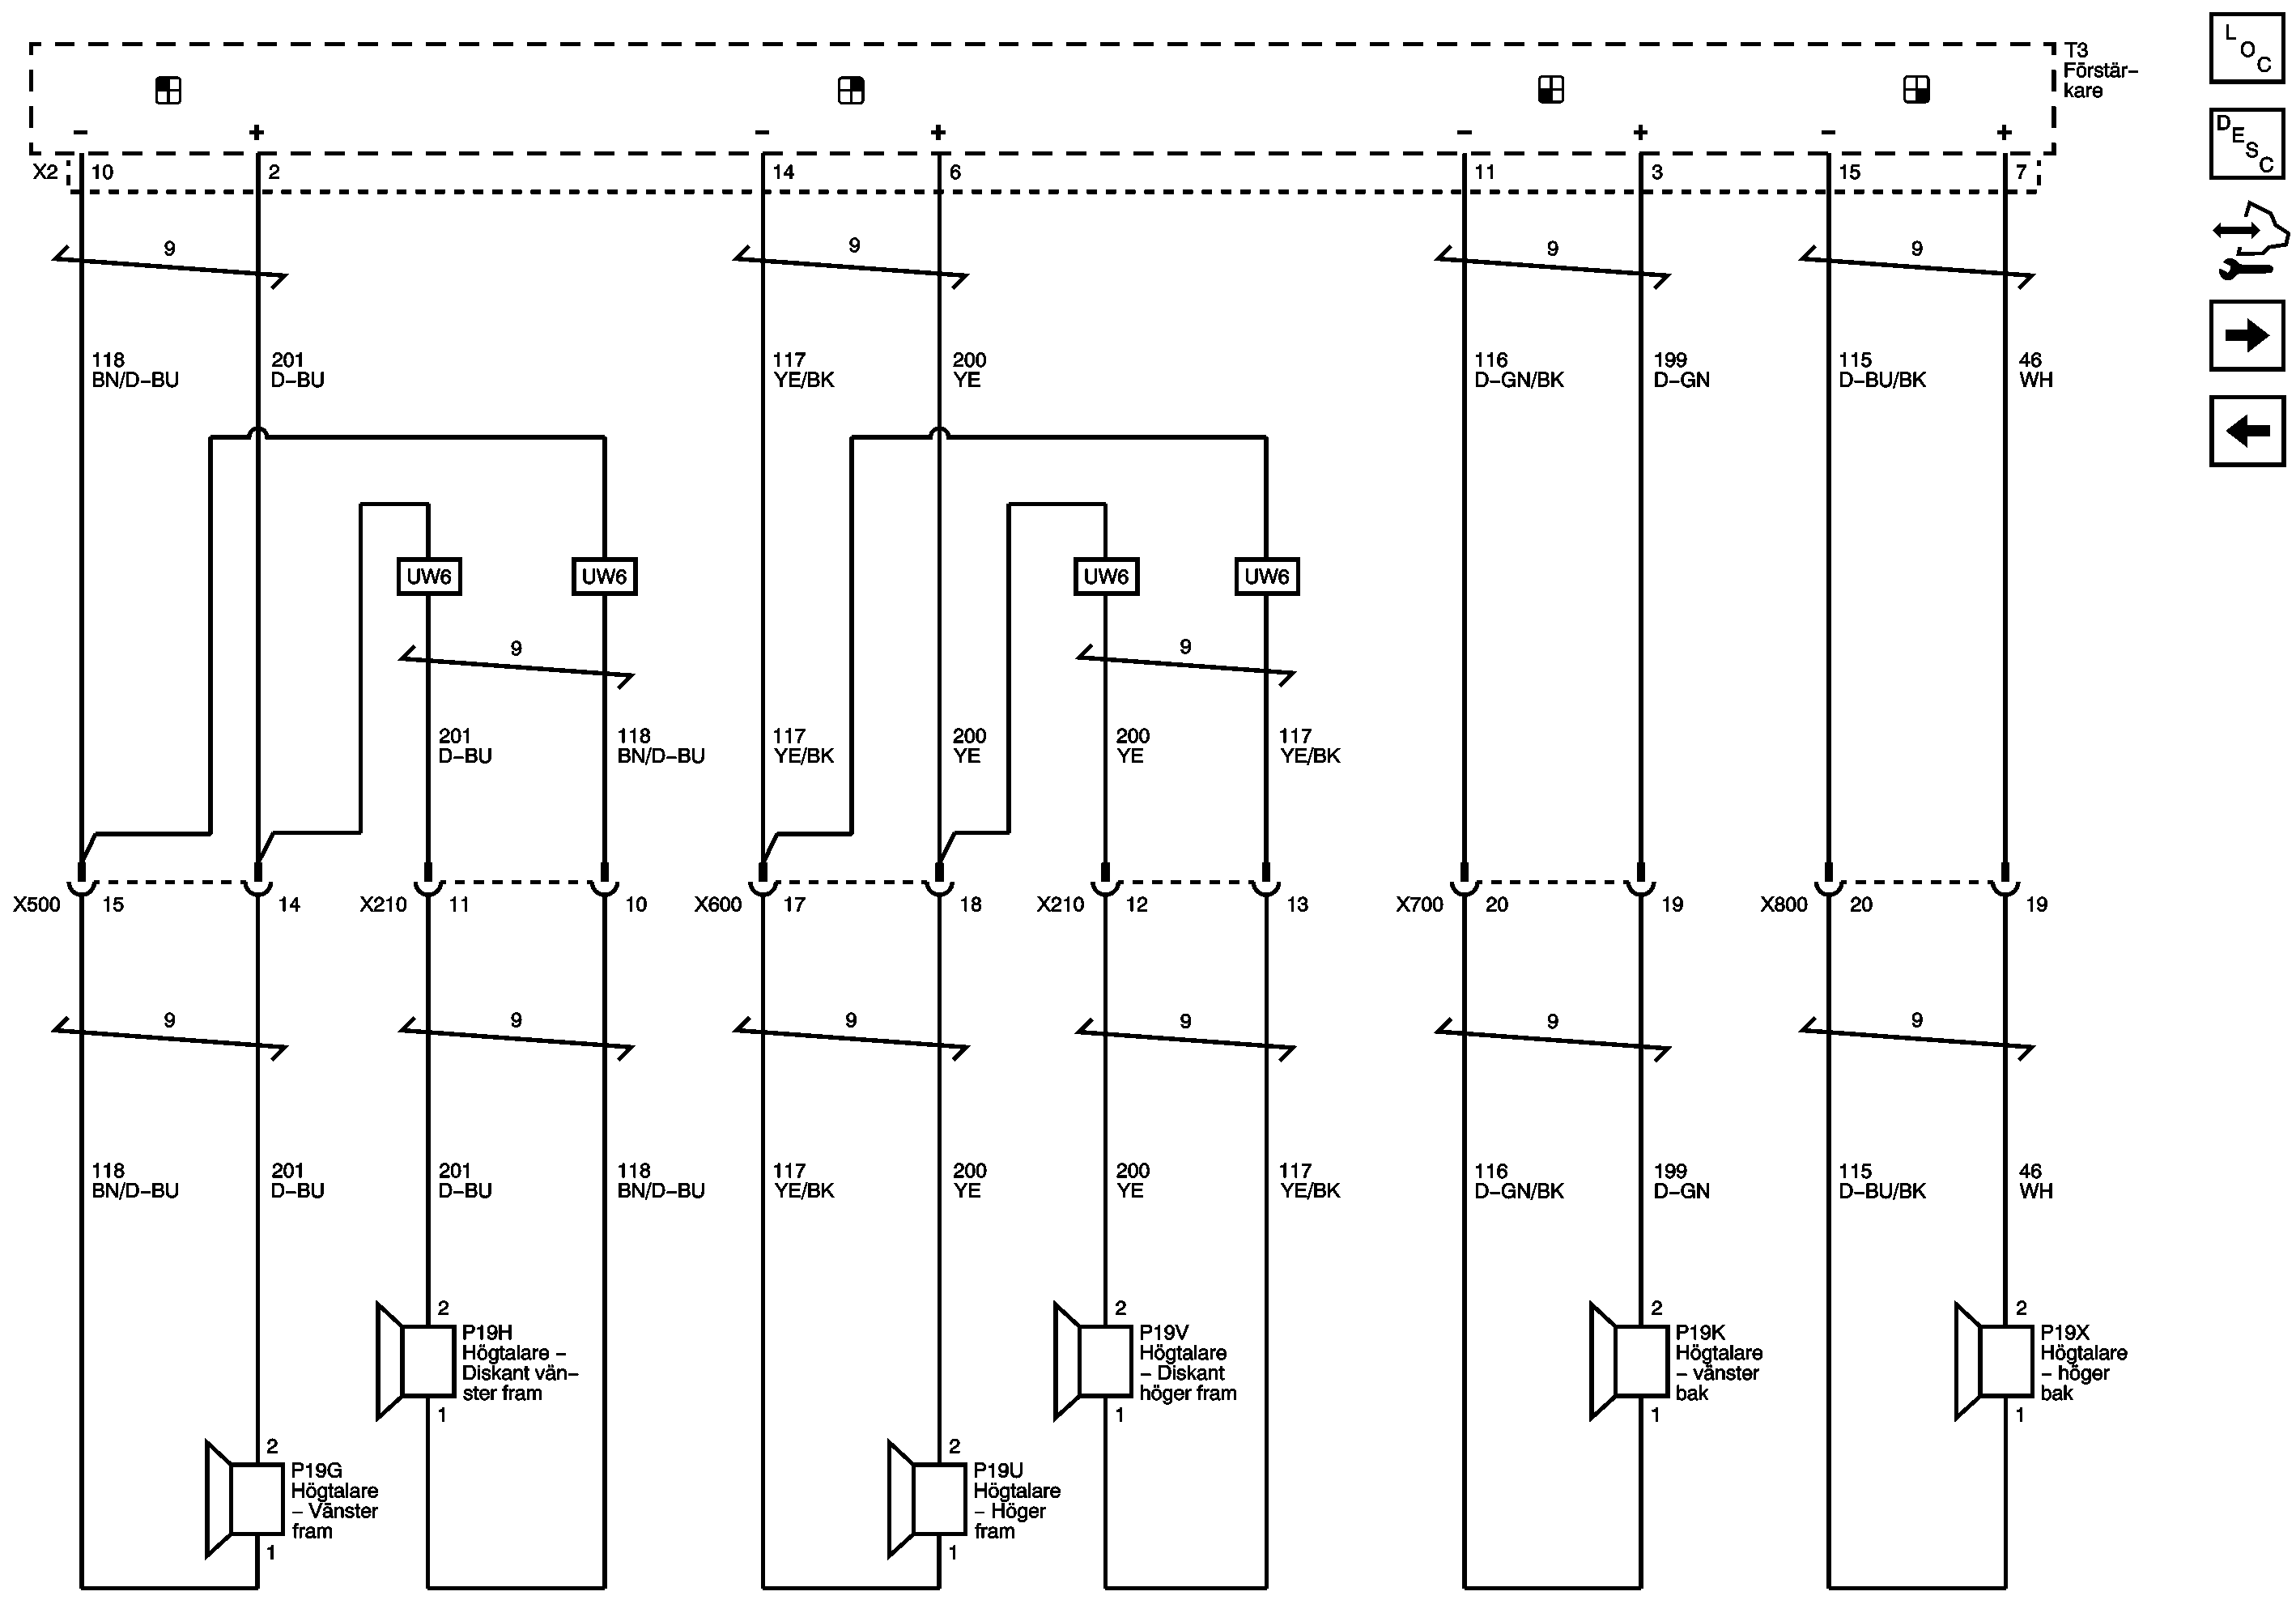 T3
Förstär-
kare
L
O
C
D
E
S
C
− + − + − + − +
X2 10 2 14 6 11 3 15 7
9 9 9 9
118
BN/D−BU
201
D−BU
117
YE/BK
200
YE
116
D−GN/BK
199
D−GN
115
D−BU/BK
46
WH
UW6 UW6 UW6 UW6
9 9
201
D−BU
118
BN/D−BU
117
YE/BK
200
YE
200
YE
117
YE/BK
X500 15 14 X210 11 10 X600 17 18 X210 12 13 X700 20 19 X800 20 19
9 9 9 9 9 9
118
BN/D−BU
201
D−BU
201
D−BU
118
BN/D−BU
117
YE/BK
200
YE
200
YE
117
YE/BK
116
D−GN/BK
199
D−GN
115
D−BU/BK
46
WH
2
P19H
Högtalare −
Diskant vän−
ster fram
1
2
P19V
Högtalare
− Diskant
höger fram
1
2
P19K
Högtalare
− vänster
bak
1
2
P19X
Högtalare
− höger
bak
1
2
P19G
Högtalare
− Vänster
fram
1
2
P19U
Högtalare
− Höger
fram
1